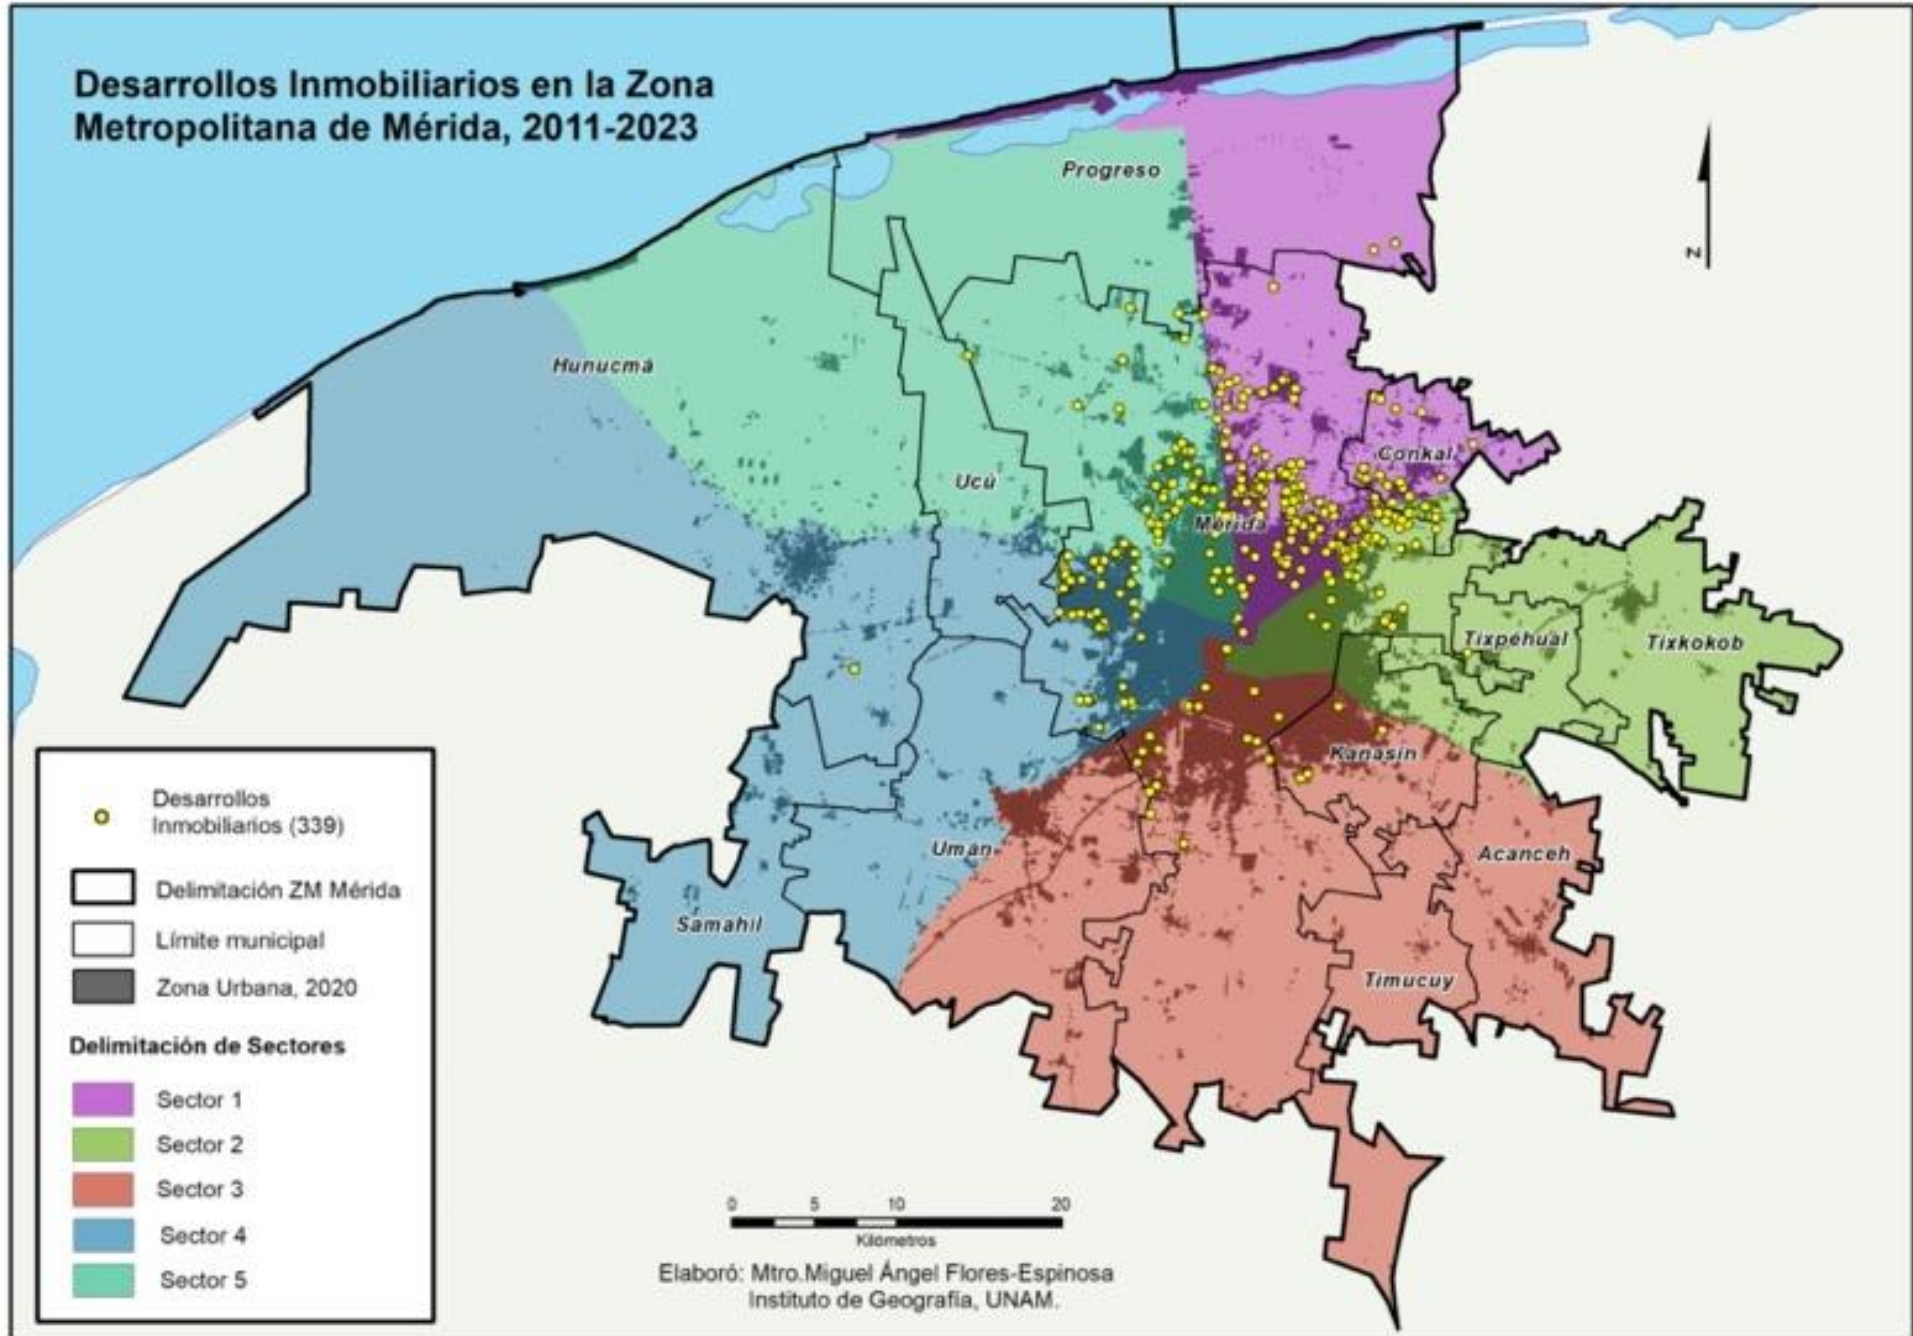 Desarrollos Inmobiliarios en la Zona
Metropolitana de Mérida, 2011-2023
Progreso
N
Hunucmá
Conkal
Ucú
Mérida
Tixpéhual
Tixkokob
Kanasín
Umán
Acanceh
Samahil
Timucuy
Desarrollos
Inmobiliarios (339)
Delimitación ZM Mérida
Límite municipal
Zona Urbana, 2020
Delimitación de Sectores
Sector 1
Sector 2
Sector 3
Sector 4
Sector 5
0 5 10 20
Kilómetros
Elaboró: Mtro.Miguel Ángel Flores-Espinosa
Instituto de Geografía, UNAM.